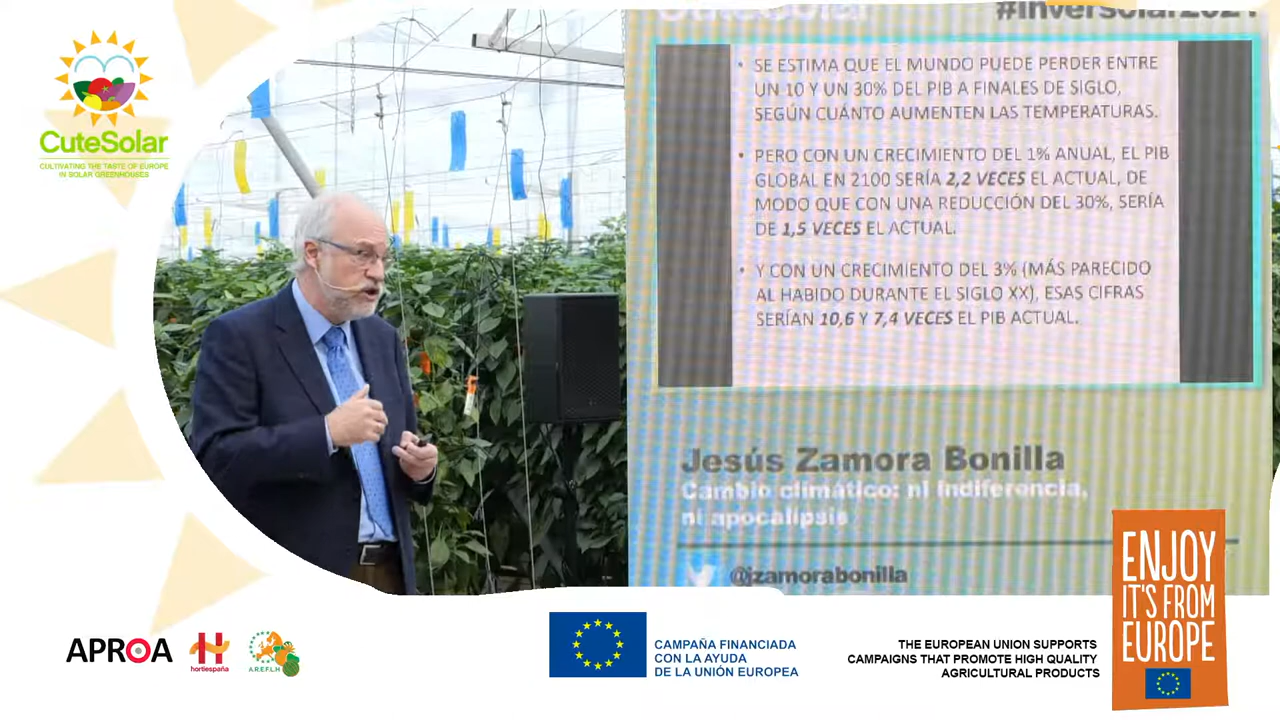 CuteSolar
CULTIVATING THE TASTE OF EUROPE
IN SOLAR GREENHOUSES
CuteSolar
#Inversolar2021
• SE ESTIMA QUE EL MUNDO PUEDE PERDER ENTRE
UN 10 Y UN 30% DEL PIB A FINALES DE SIGLO,
SEGÚN CUÁNTO AUMENTEN LAS TEMPERATURAS.
• PERO CON UN CRECIMIENTO DEL 1% ANUAL, EL PIB
GLOBAL EN 2100 SERÍA 2,2 VECES EL ACTUAL, DE
MODO QUE CON UNA REDUCCIÓN DEL 30%, SERÍA
DE 1,5 VECES EL ACTUAL.
• Y CON UN CRECIMIENTO DEL 3% (MÁS PARECIDO
AL HABIDO DURANTE EL SIGLO XX), ESAS CIFRAS
SERÍAN 10,6 Y 7,4 VECES EL PIB ACTUAL.
Jesús Zamora Bonilla
Cambio climático: ni indiferencia,
ni apocalipsis
@jzamorabonilla
ENJOY
IT'S FROM
EUROPE
APROA
hortiespaña
A.R.E.F.L.H
CAMPAÑA FINANCIADA
CON LA AYUDA
DE LA UNIÓN EUROPEA
THE EUROPEAN UNION SUPPORTS
CAMPAIGNS THAT PROMOTE HIGH QUALITY
AGRICULTURAL PRODUCTS